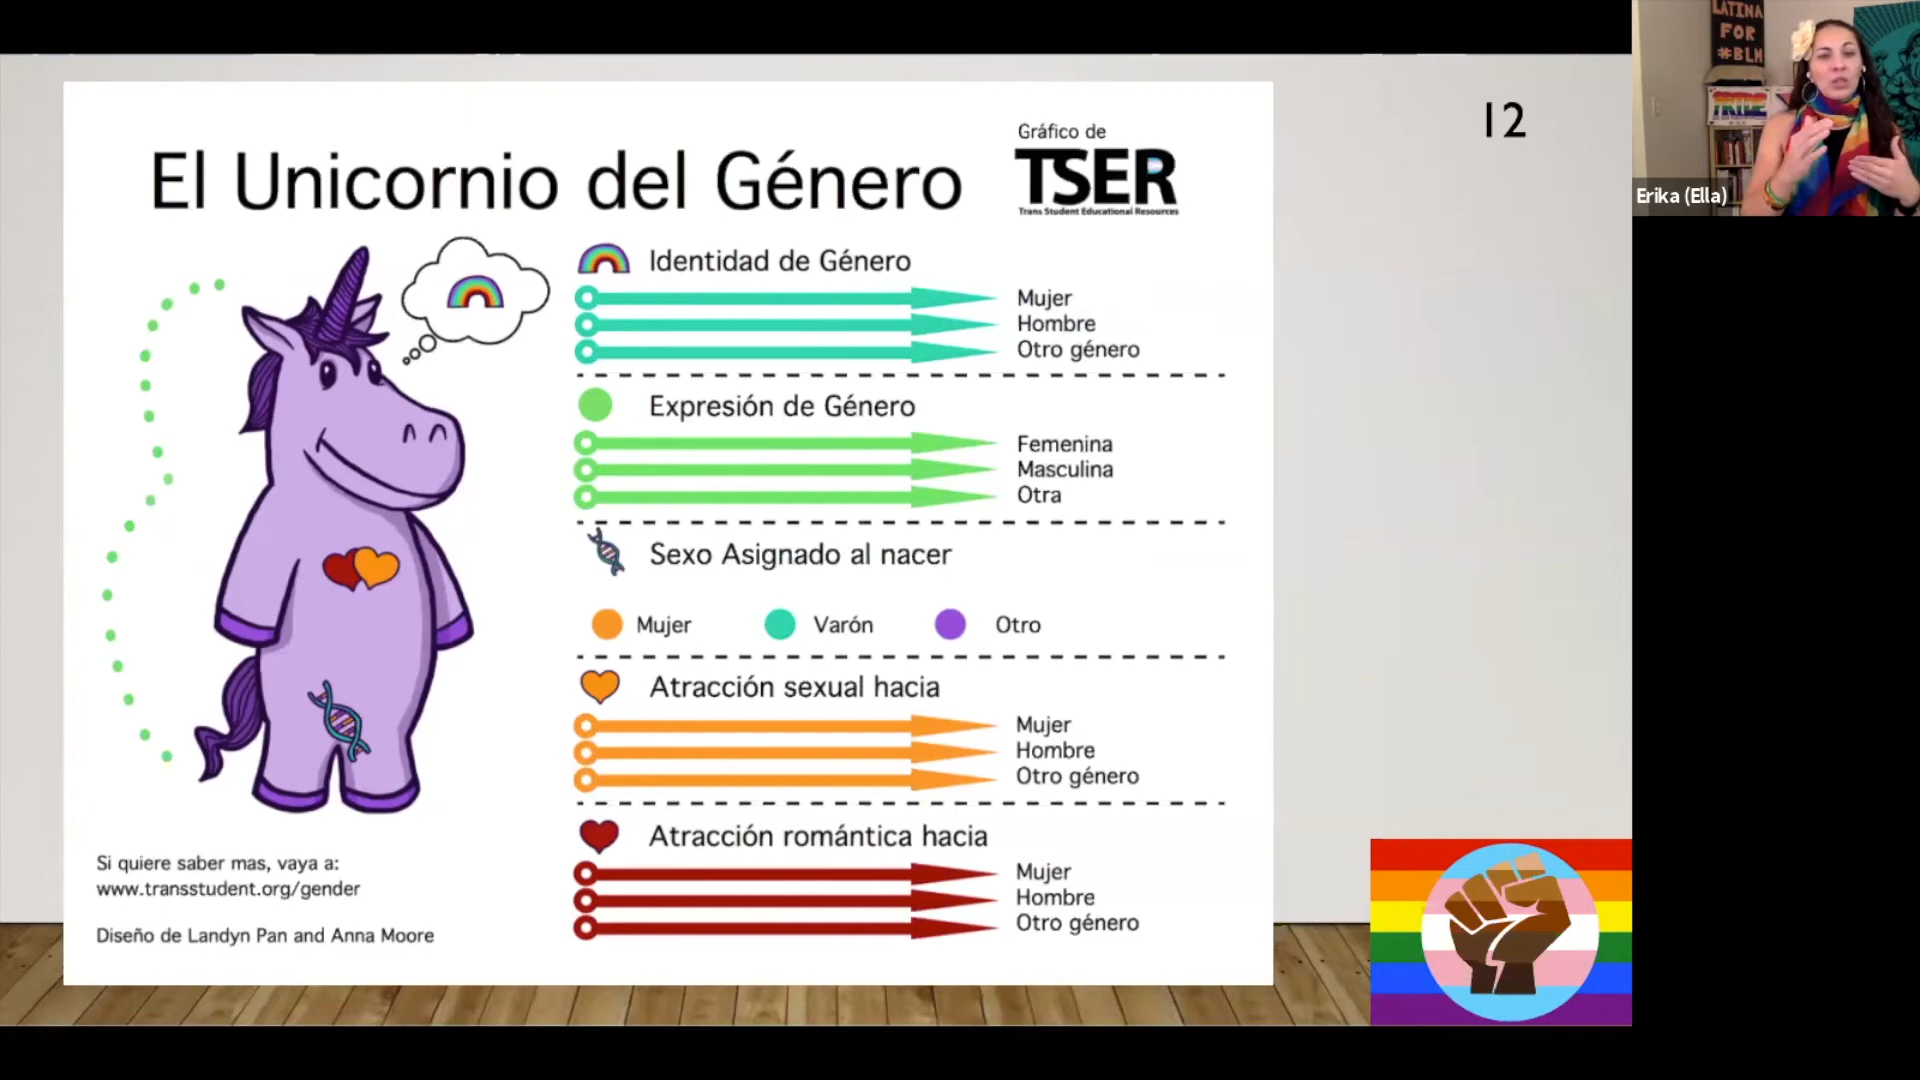 El Unicornio del Género
Gráfico de
TSER
Trans Student Educational Resources
12
LATINA
FOR
#BLM
PRIDE
Erika (Ella)
Identidad de Género
Mujer
Hombre
Otro género
Expresión de Género
Femenina
Masculina
Otra
Sexo Asignado al nacer
Mujer
Varón
Otro
Atracción sexual hacia
Mujer
Hombre
Otro género
Atracción romántica hacia
Mujer
Hombre
Otro género
Si quiere saber mas, vaya a:
www.transstudent.org/gender
Diseño de Landyn Pan and Anna Moore